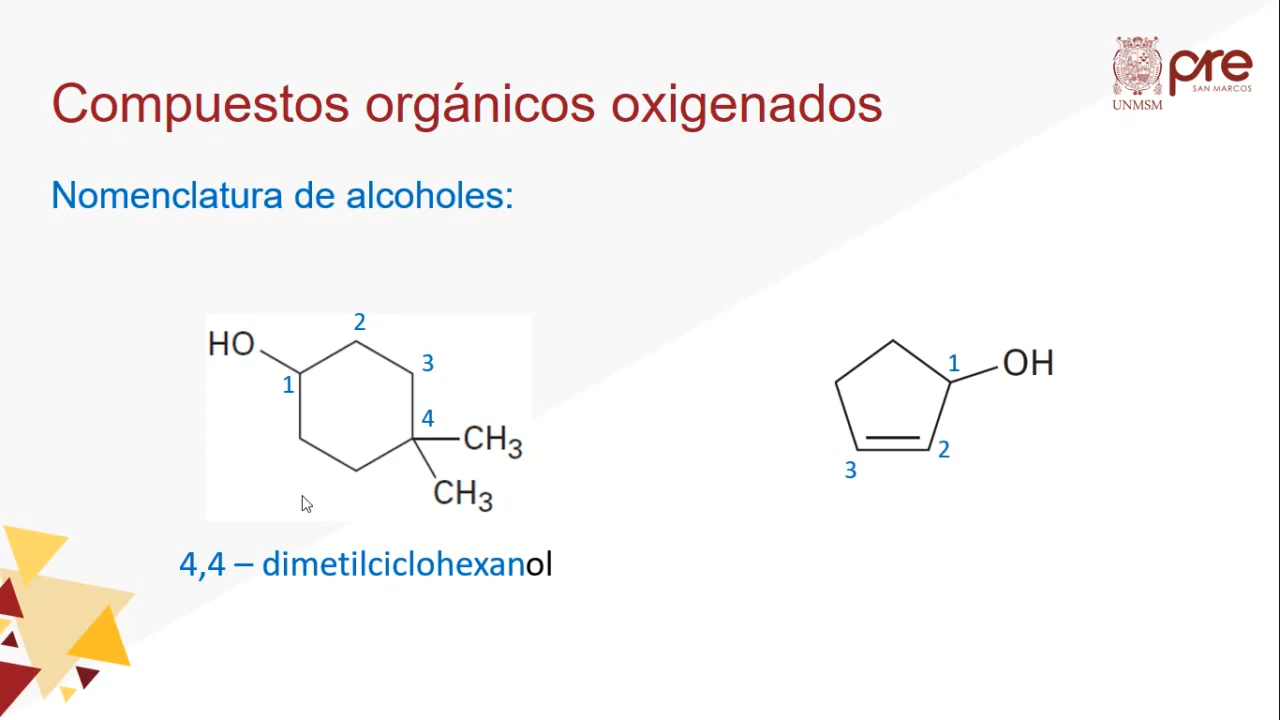 Compuestos orgánicos oxigenados
UNMSM
pre
SAN MARCOS
Nomenclatura de alcoholes:
HO
1
2
3
4
CH3
CH3
4,4 – dimetilciclohexanol
1
OH
2
3